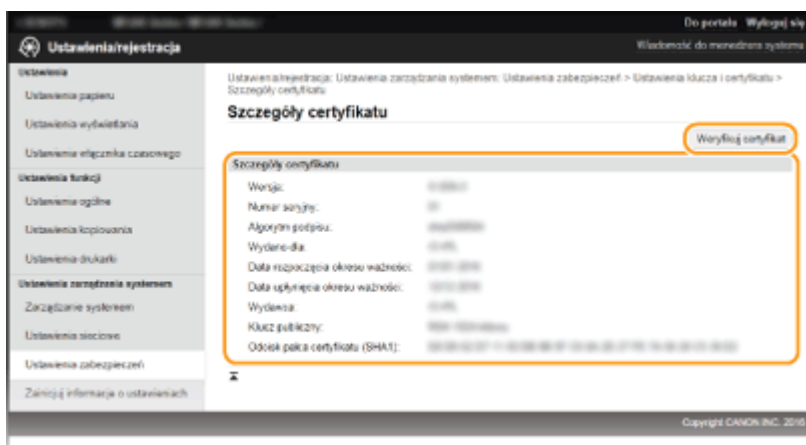 Do portalu Wyloguj się
Ustawienia/rejestracja
Wiadomość do menedżera systemu
Ustawienia
Ustawienia papieru
Ustawienia wyświetlania
Ustawienia włącznika czasowego
Ustawienia funkcji
Ustawienia ogólne
Ustawienia kopiowania
Ustawienia drukarki
Ustawienia zarządzania systemem
Zarządzanie systemem
Ustawienia sieciowe
Ustawienia zabezpieczeń
Zainicjuj informacje o ustawieniach
Ustawienia/rejestracja: Ustawienia zarządzania systemem: Ustawienia zabezpieczeń > Ustawienia klucza i certyfikatu >
Szczegóły certyfikatu
Szczegóły certyfikatu
Weryfikuj certyfikat
Szczegóły certyfikatu
Wersja:
Numer seryjny:
Algorytm podpisu:
Wydano dla:
Data rozpoczęcia okresu ważności:
Data upłynięcia okresu ważności:
Wydawca:
Klucz publiczny:
Odcisk palca certyfikatu (SHA1):
Copyright CANON INC. 2016